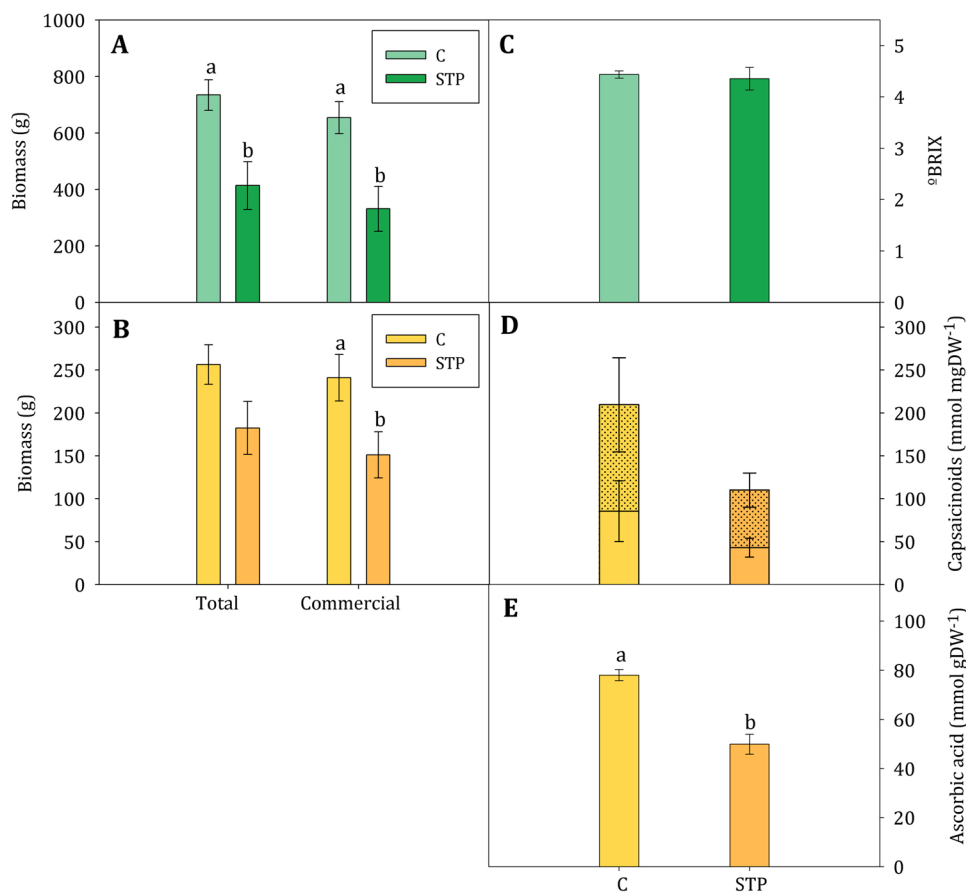 A
1000
800
600
400
200
0
Biomass (g)
C
STP
a
b
a
b
C
5
4
3
2
1
0
ºBRIX
B
300
250
200
150
100
50
0
Biomass (g)
C
STP
a
b
Total
Commercial
D
300
250
200
150
100
50
0
Capsaicinoids (mmol mgDW⁻¹)
E
a
b
100
80
60
40
20
0
Ascorbic acid (mmol gDW⁻¹)
C
STP